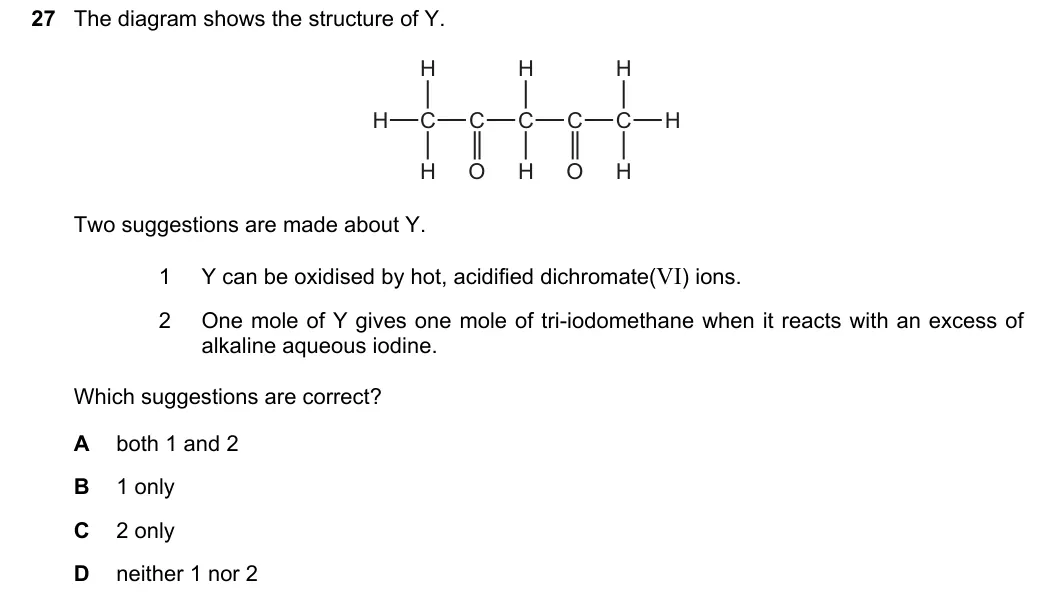 27 The diagram shows the structure of Y.
H H H
H C C C C C H
H O H O H
Two suggestions are made about Y.
1 Y can be oxidised by hot, acidified dichromate(VI) ions.
2 One mole of Y gives one mole of tri-iodomethane when it reacts with an excess of
alkaline aqueous iodine.
Which suggestions are correct?
A both 1 and 2
B 1 only
C 2 only
D neither 1 nor 2